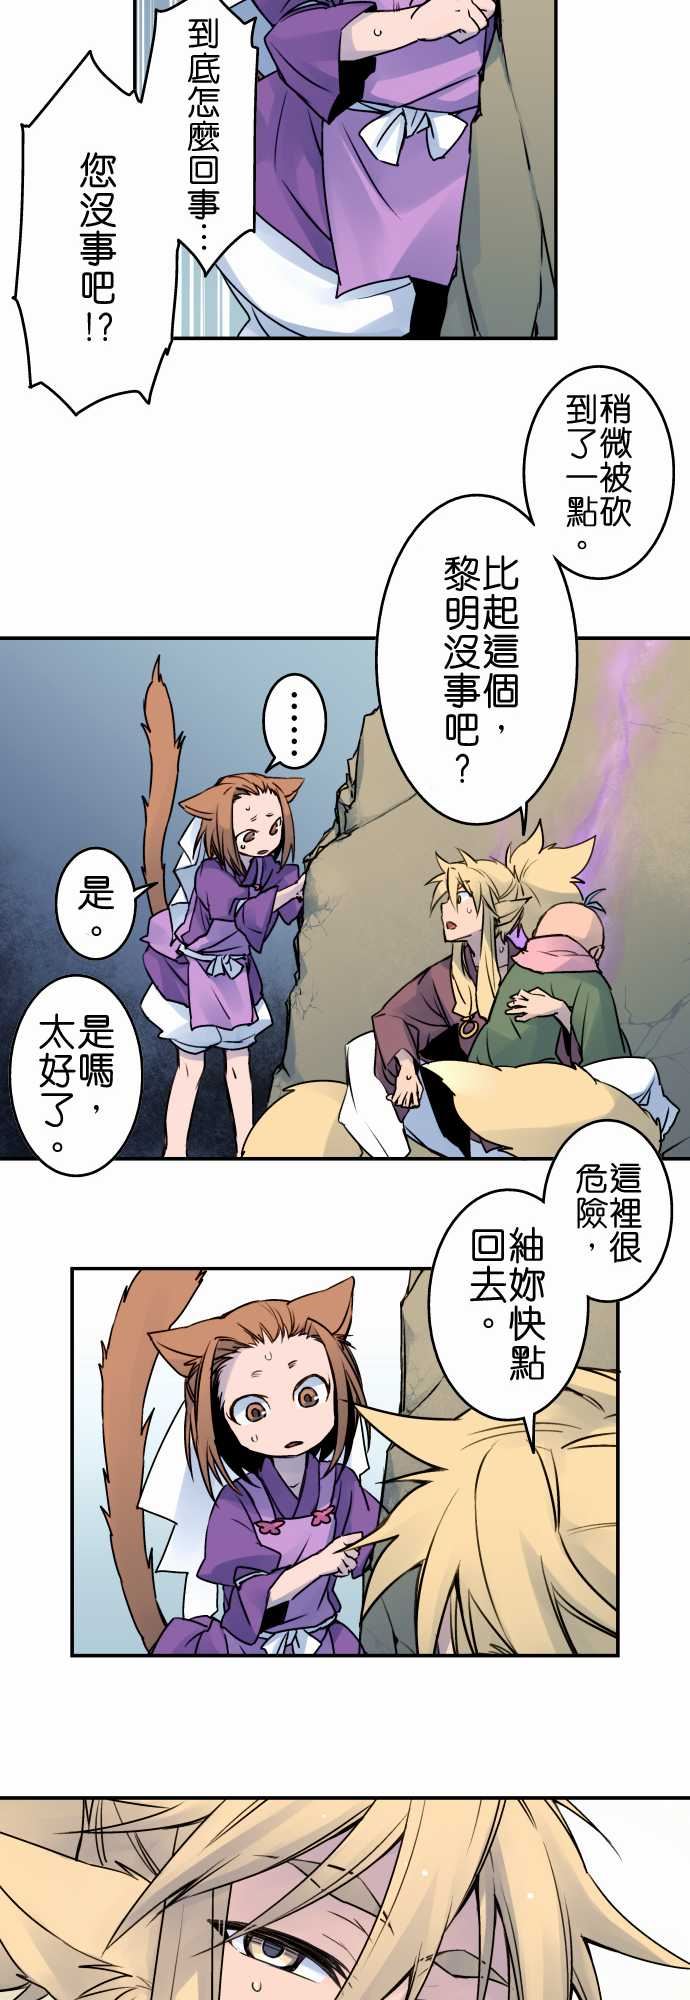 到底怎麼回事…
您沒事吧!?
稍微被砍
到了一點。
比起這個，
黎明沒事吧？
……
是。
是嗎，
太好了。
這裡很
危險，
紬妳快點
回去。